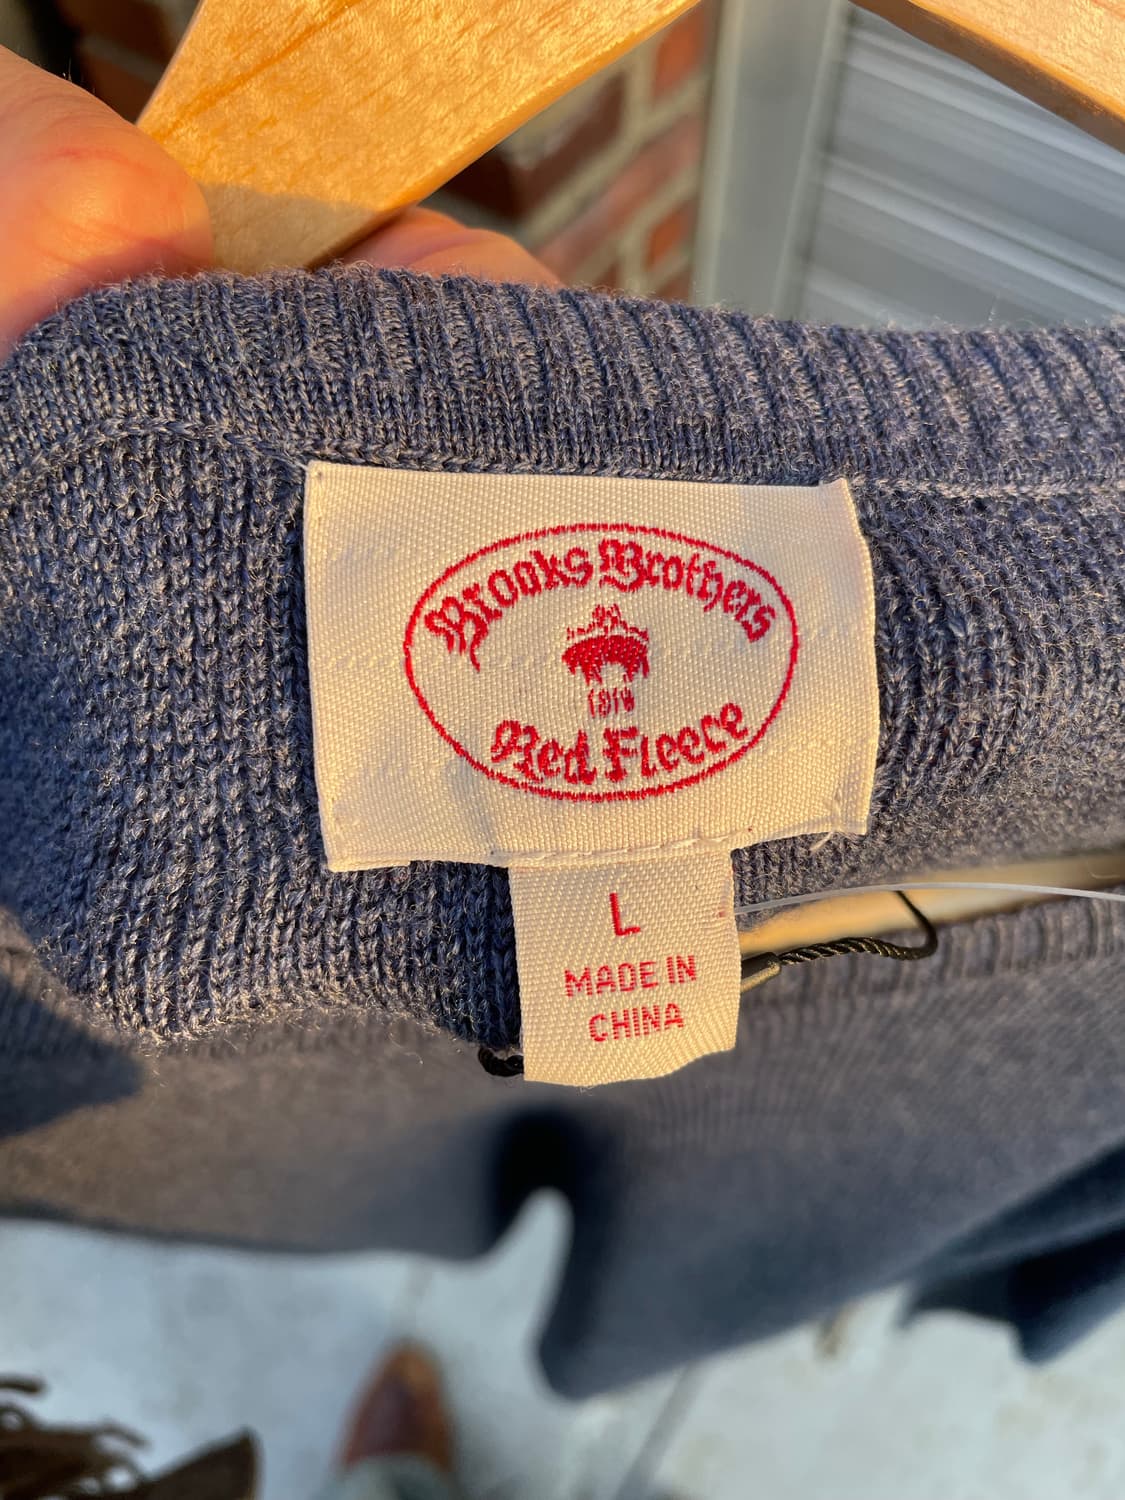 Brooks Brothers
1818
Red Fleece
L
MADE IN
CHINA